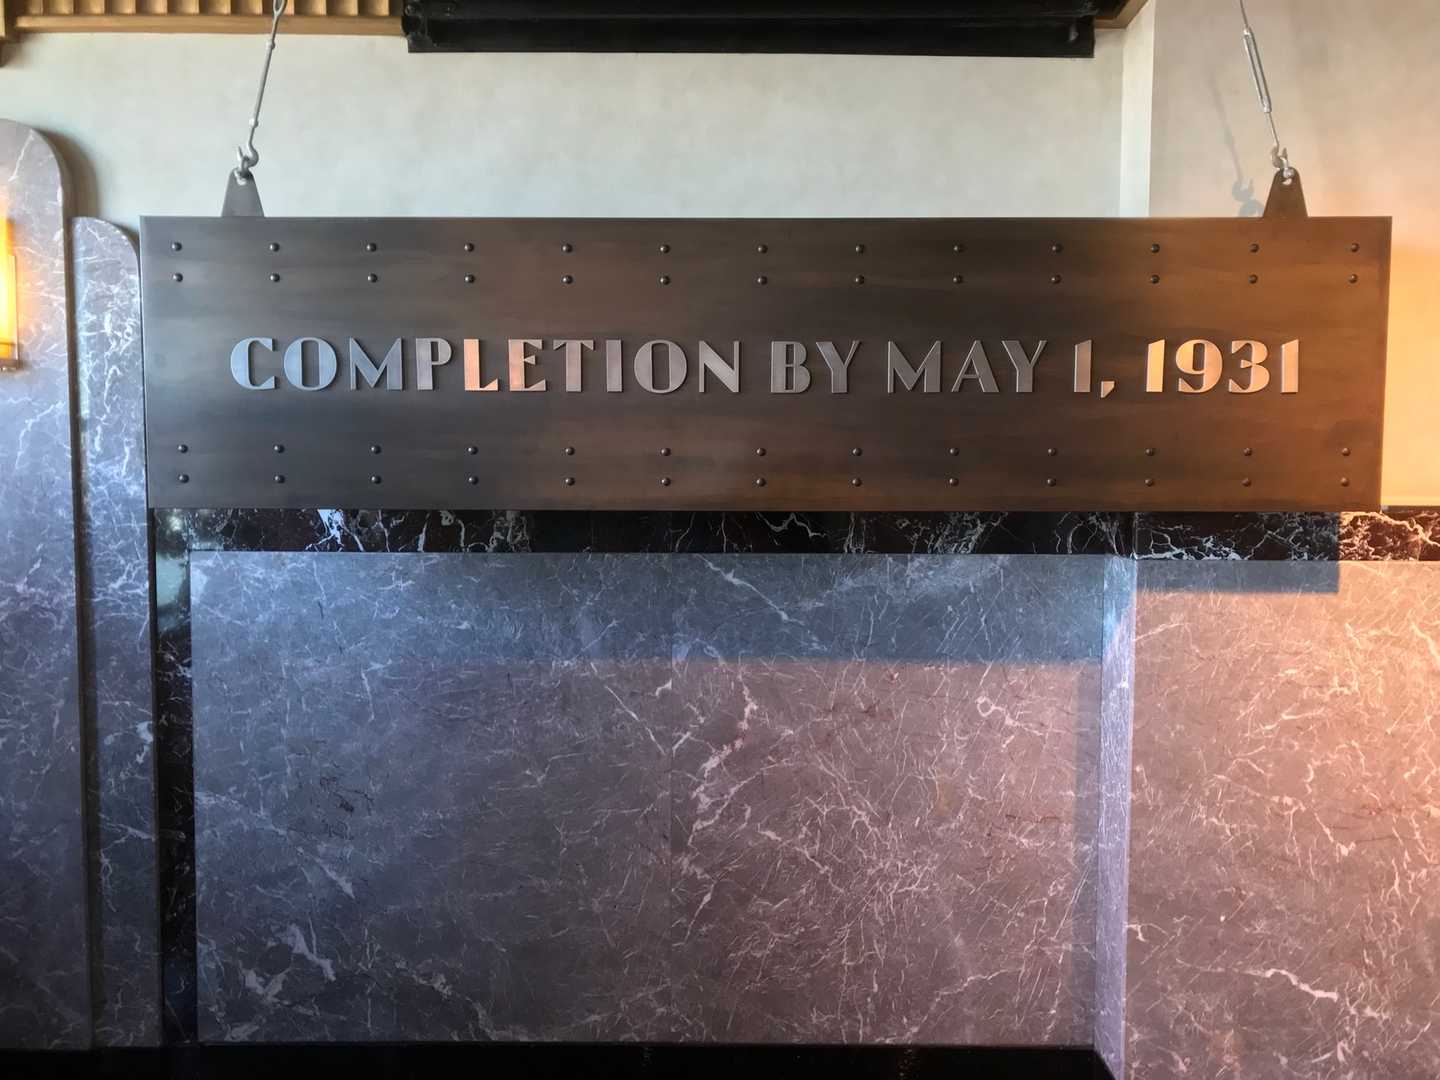 COMPLETION BY MAY 1, 1931